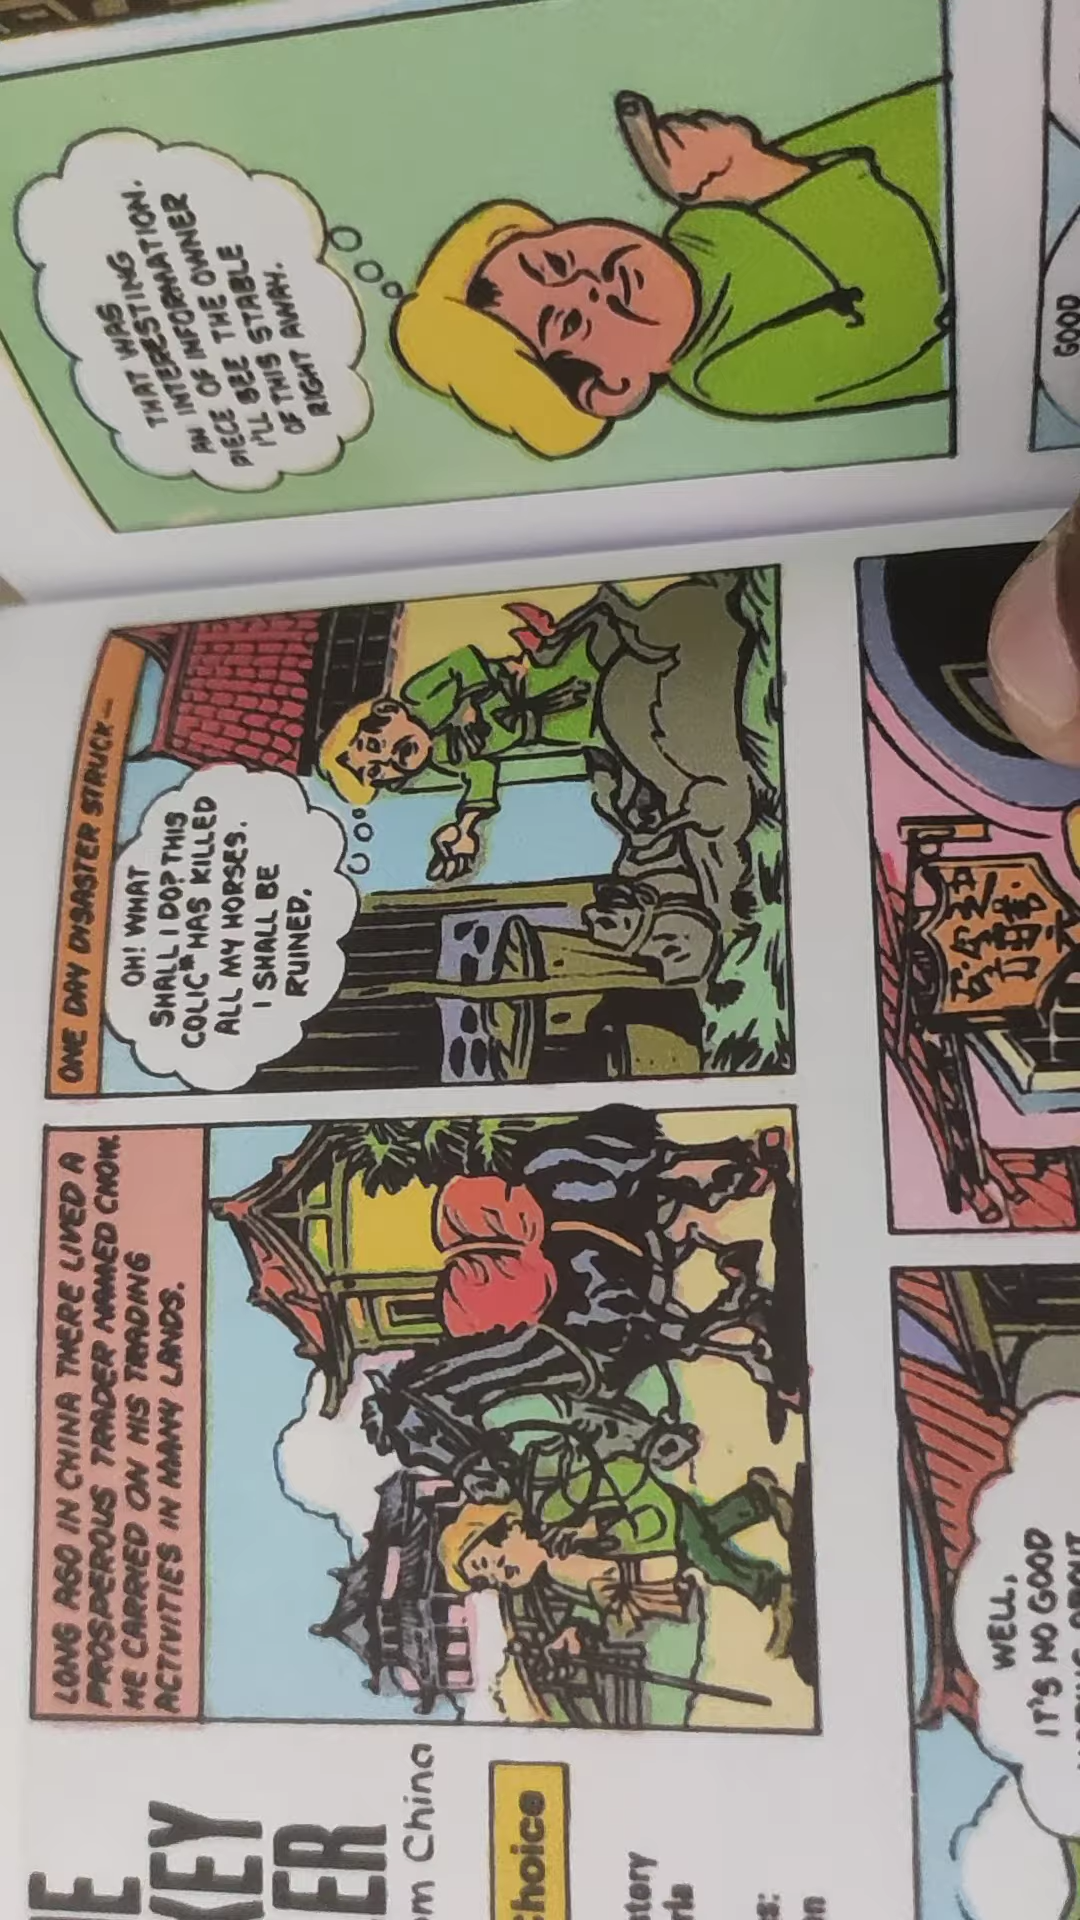 KEY
ER
China
Choice
LONG AGO IN CHINA THERE LIVED A
PROSPEROUS TRADER NAMED CHOW.
HE CARRIED ON HIS TRADING
ACTIVITIES IN MANY LANDS.
ONE DAY DISASTER STRUCK—
OH! WHAT
SHALL I DO? THIS
COLIC* HAS KILLED
ALL MY HORSES.
I SHALL BE
RUINED.
THAT WAS
AN INTERESTING
PIECE OF INFORMATION.
I'LL SEE THE OWNER
OF THIS STABLE
RIGHT AWAY.
WELL,
IT'S NO GOOD
ABOUT
GOOD